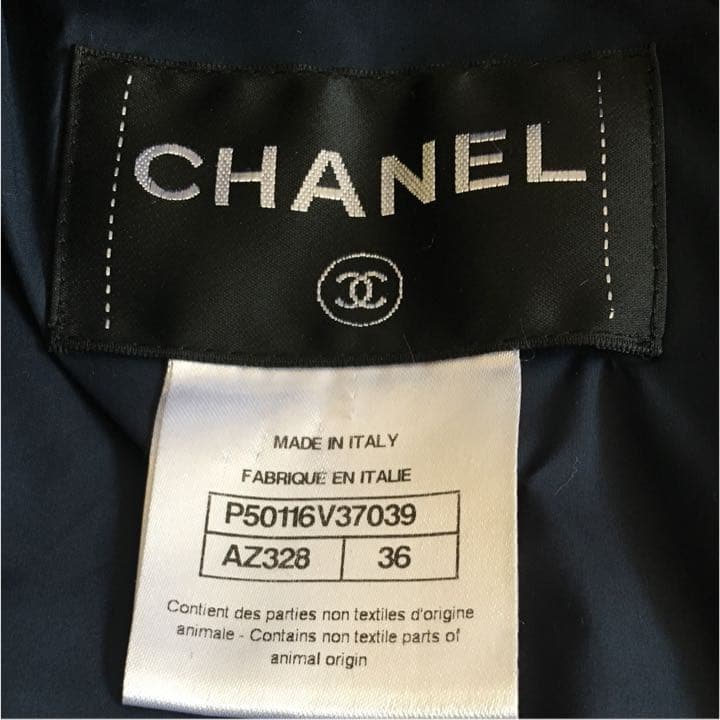 CHANEL
MADE IN ITALY
FABRIQUE EN ITALIE
P50116V37039
AZ328 36
Contient des parties non textiles d'origine
animale - Contains non textile parts of
animal origin